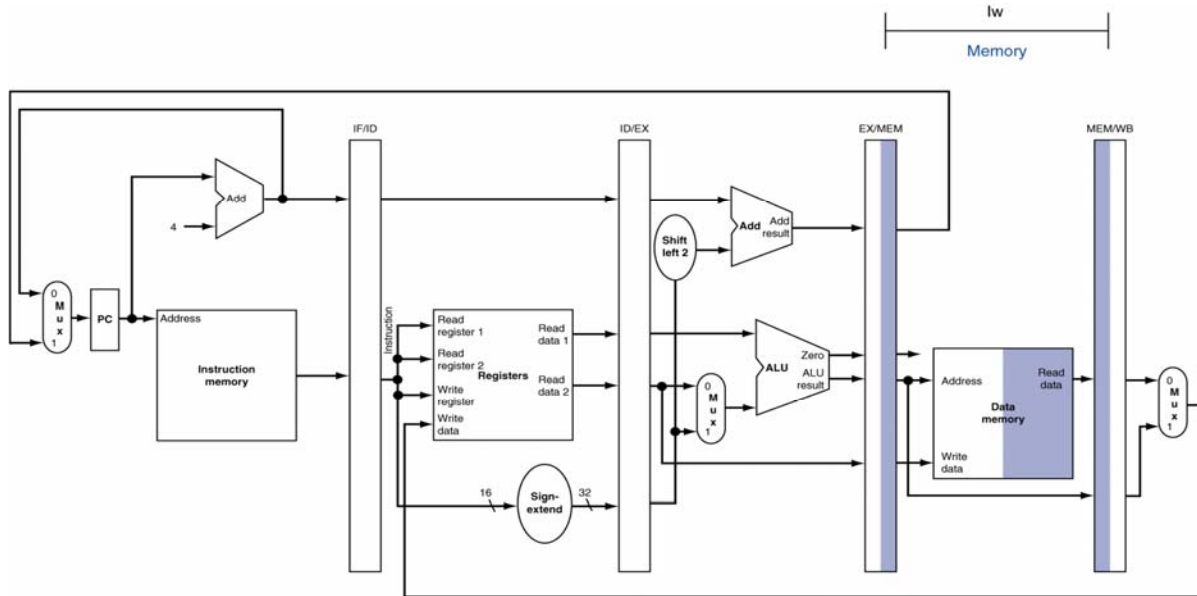 lw
Memory
IF/ID
ID/EX
EX/MEM
MEM/WB
Add
4
Shift
left 2
Add
Add
result
0
M
u
x
1
PC
Address
Instruction
memory
Instruction
Read
register 1
Read
register 2
Write
register
Write
data
Registers
Read
data 1
Read
data 2
16
Sign-
extend
32
0
M
u
x
1
Zero
ALU
ALU
result
Address
Write
data
Data
memory
Read
data
0
M
u
x
1